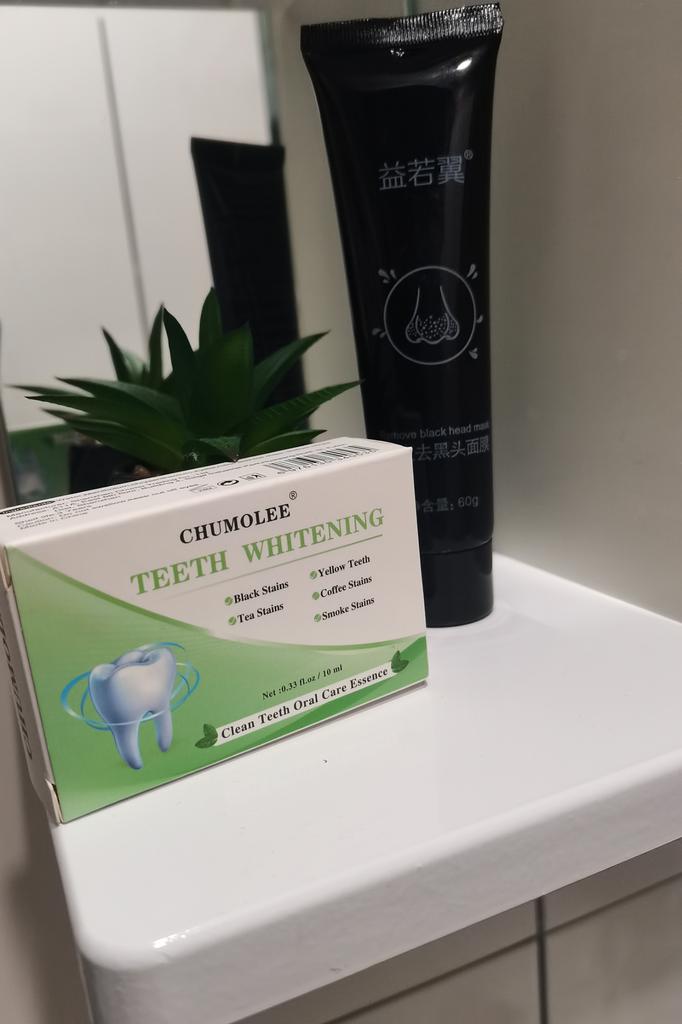 益若翼®
Remove black head mask
去黑头面膜
含量: 60g
CHUMOLEE®
TEETH WHITENING
Black Stains
Tea Stains
Yellow Teeth
Coffee Stains
Smoke Stains
Net :0.33 fl.oz / 10 ml
Clean Teeth Oral Care Essence